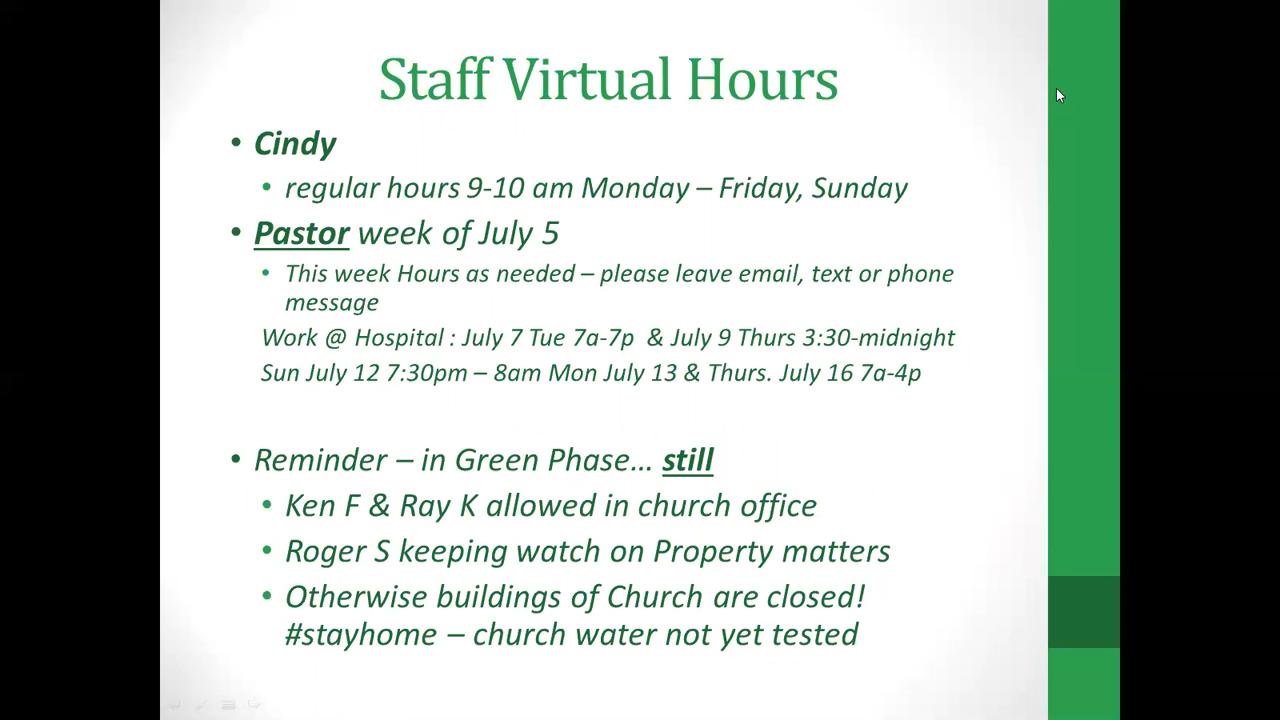 Staff Virtual Hours
• Cindy
• regular hours 9-10 am Monday – Friday, Sunday
• Pastor week of July 5
• This week Hours as needed – please leave email, text or phone
message
Work @ Hospital : July 7 Tue 7a-7p & July 9 Thurs 3:30-midnight
Sun July 12 7:30pm – 8am Mon July 13 & Thurs. July 16 7a-4p
• Reminder – in Green Phase… still
• Ken F & Ray K allowed in church office
• Roger S keeping watch on Property matters
• Otherwise buildings of Church are closed!
#stayhome – church water not yet tested